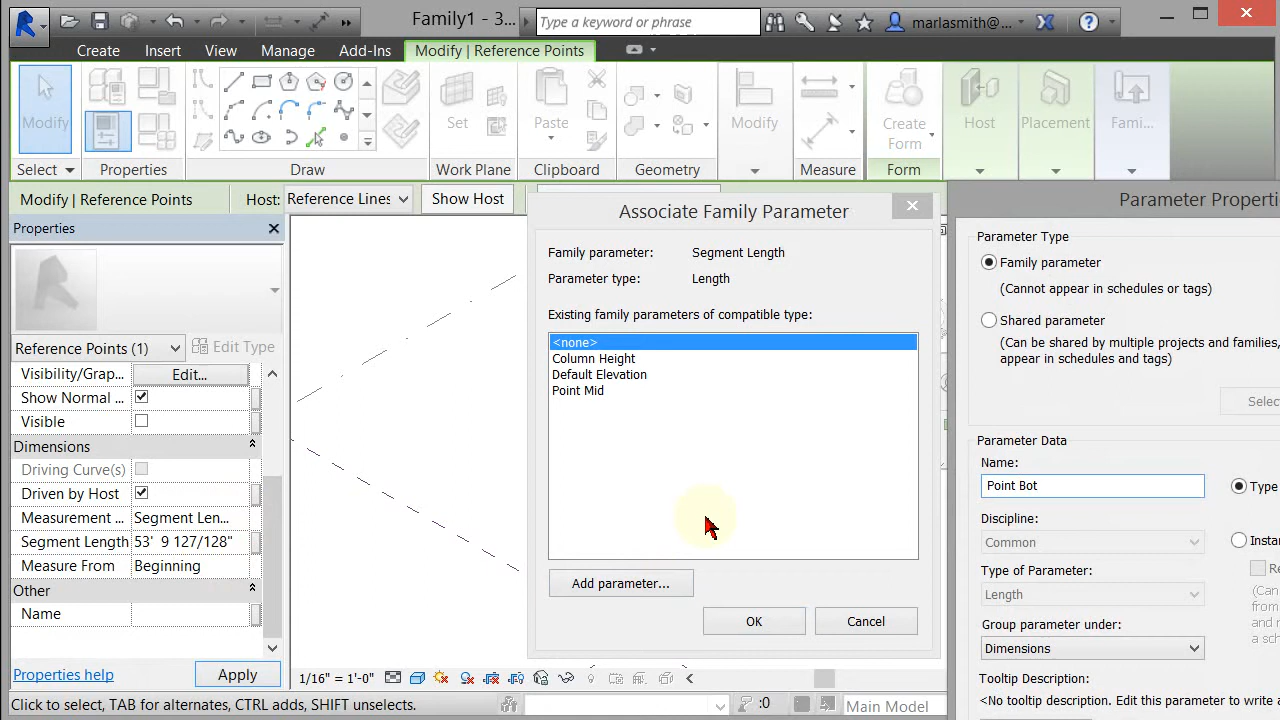 Family1 - 3...
Type a keyword or phrase
marlasmith@...
Create
Insert
View
Manage
Add-Ins
Modify | Reference Points
Modify
Set
Paste
Modify
Create
Form
Host
Placement
Fami...
Select
Properties
Draw
Work Plane
Clipboard
Geometry
Measure
Form
Modify | Reference Points
Host:
Reference Lines
Show Host
Properties
Reference Points (1)
Edit Type
Visibility/Grap...
Edit...
Show Normal ...
Visible
Dimensions
Driving Curve(s)
Driven by Host
Measurement ...
Segment Len...
Segment Length
53'  9 127/128"
Measure From
Beginning
Other
Name
Properties help
Apply
Associate Family Parameter
Family parameter:
Segment Length
Parameter type:
Length
Existing family parameters of compatible type:
<none>
Column Height
Default Elevation
Point Mid
Add parameter...
OK
Cancel
Parameter Properti
Parameter Type
Family parameter
(Cannot appear in schedules or tags)
Shared parameter
(Can be shared by multiple projects and families,
appear in schedules and tags)
Selec
Parameter Data
Name:
Point Bot
Type
Discipline:
Common
Instan
Re
(Can
from
and r
a sch
Type of Parameter:
Length
Group parameter under:
Dimensions
Tooltip Description:
<No tooltip description. Edit this parameter to write a
1/16" = 1'-0"
Click to select, TAB for alternates, CTRL adds, SHIFT unselects.
:0
Main Model